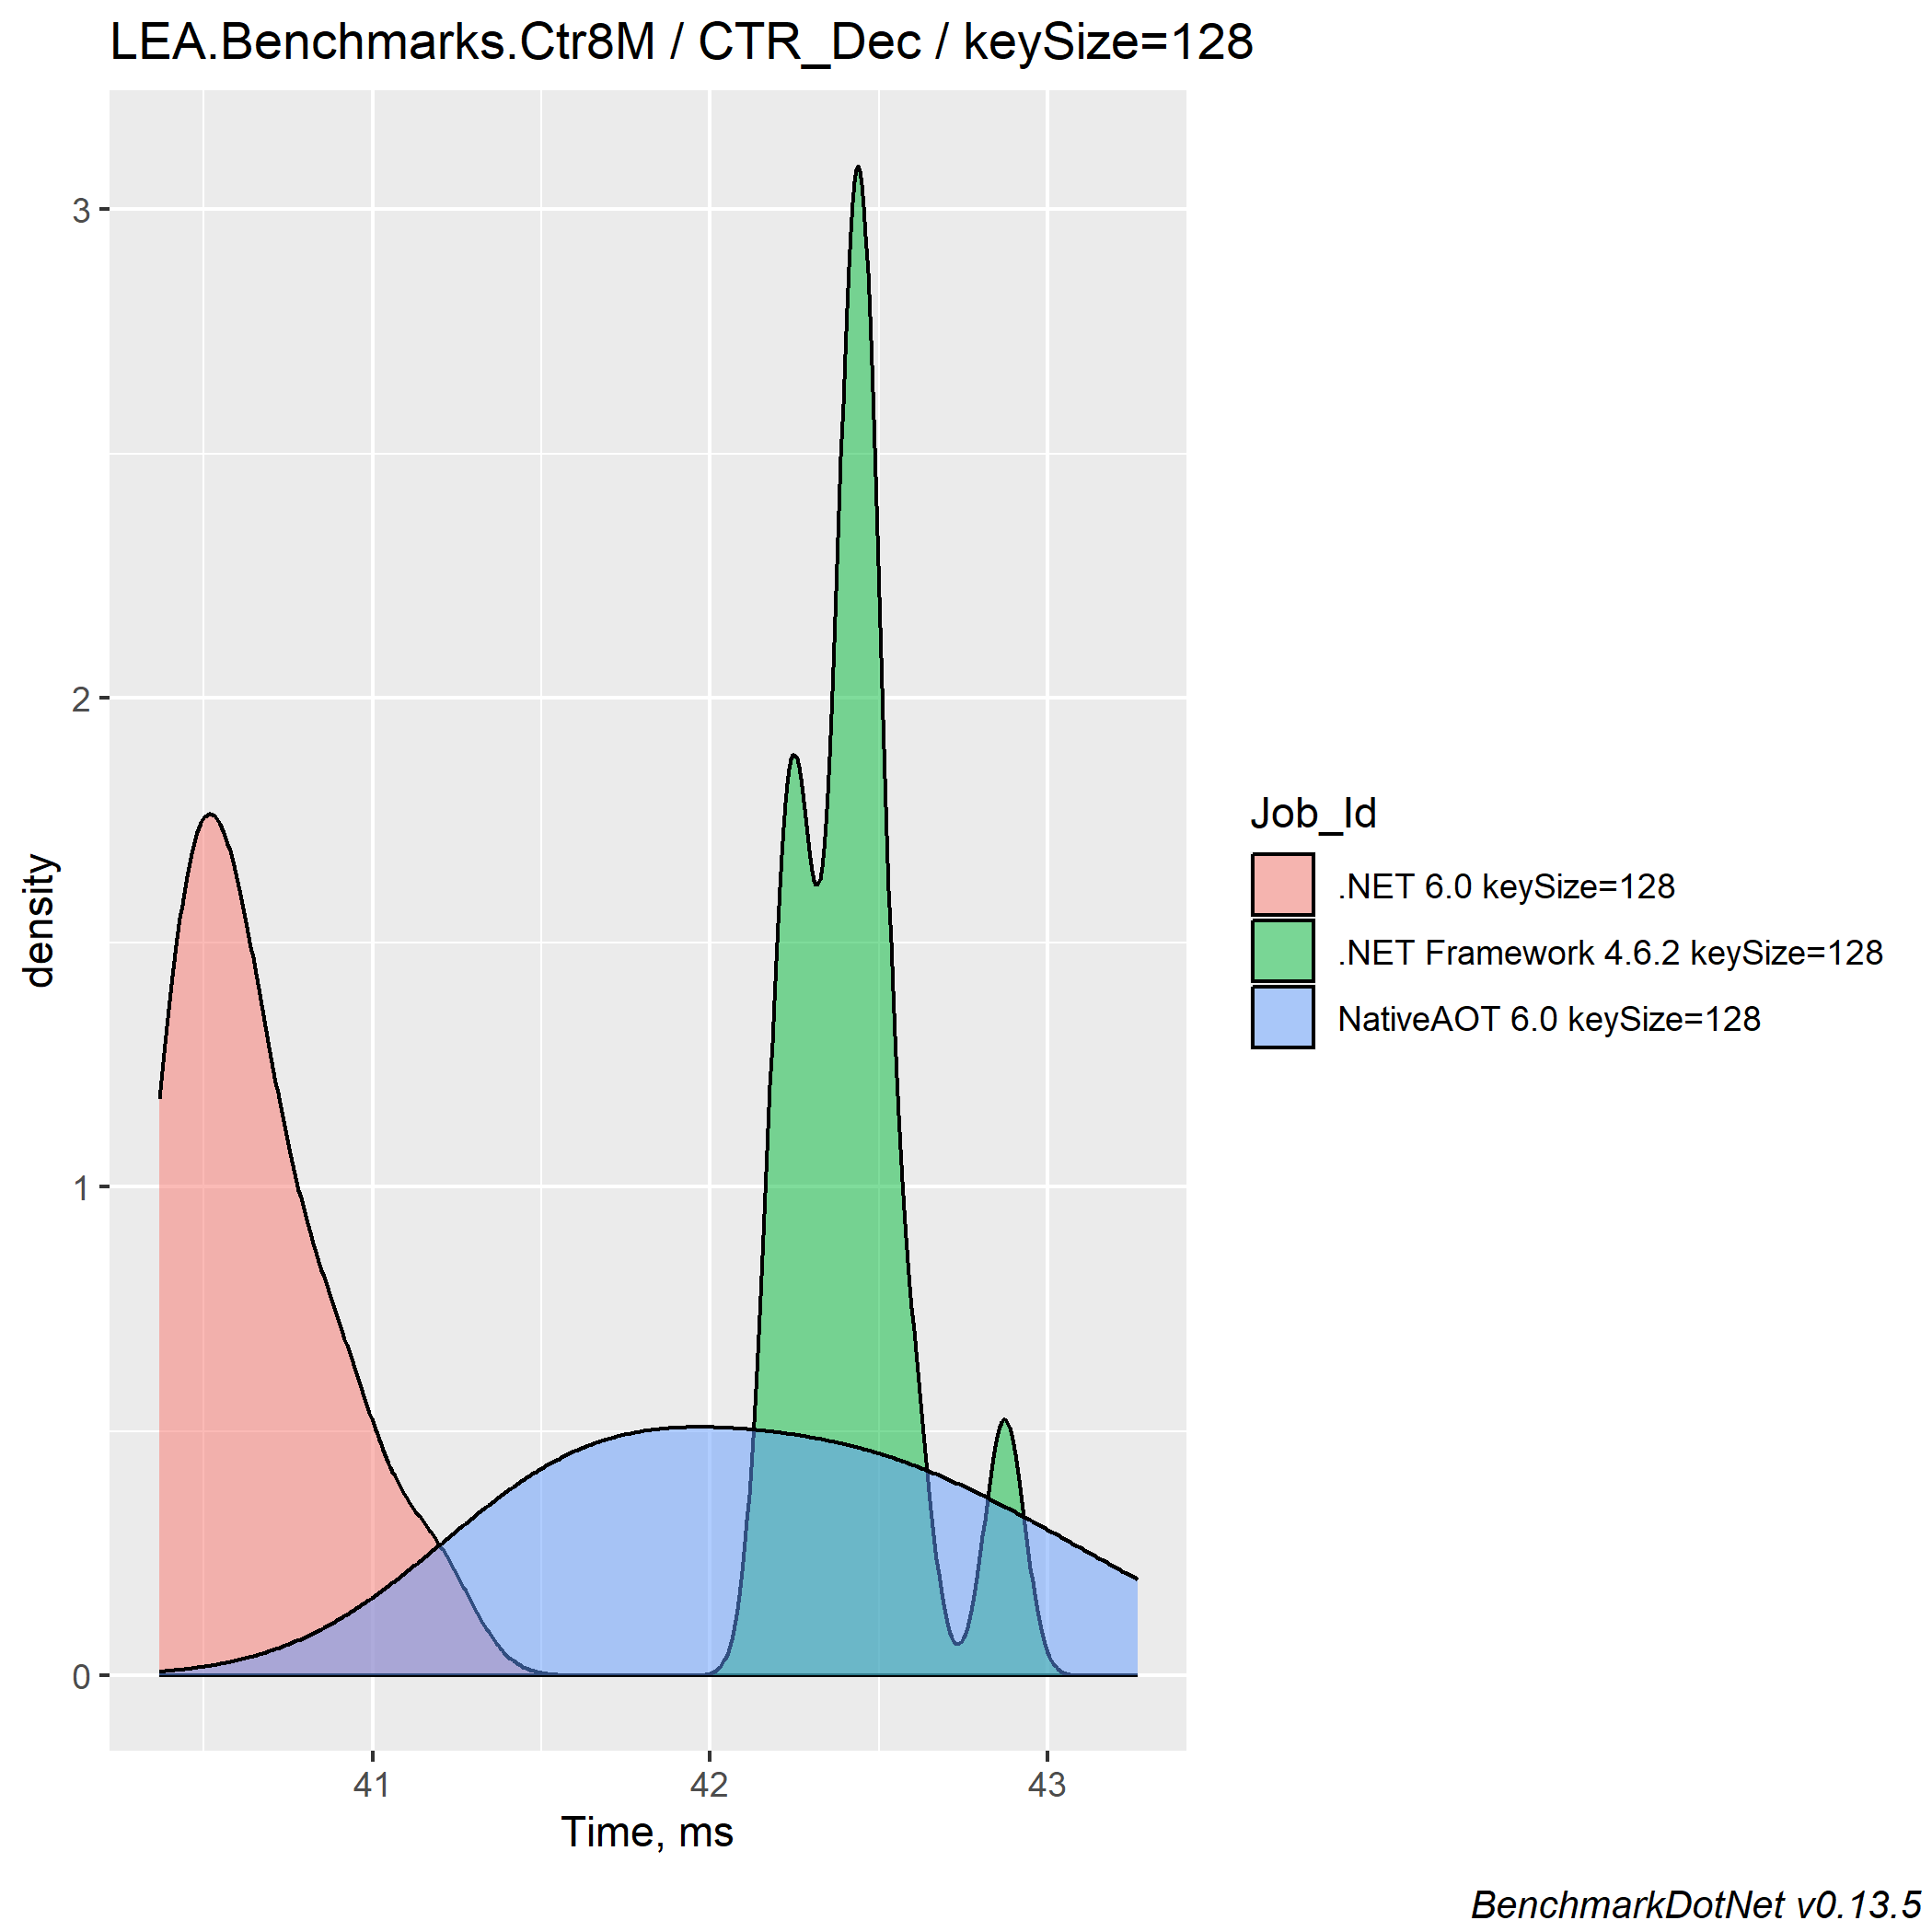 LEA.Benchmarks.Ctr8M / CTR_Dec / keySize=128
3
2
1
0
density
41
42
43
Time, ms
Job_Id
.NET 6.0 keySize=128
.NET Framework 4.6.2 keySize=128
NativeAOT 6.0 keySize=128
BenchmarkDotNet v0.13.5